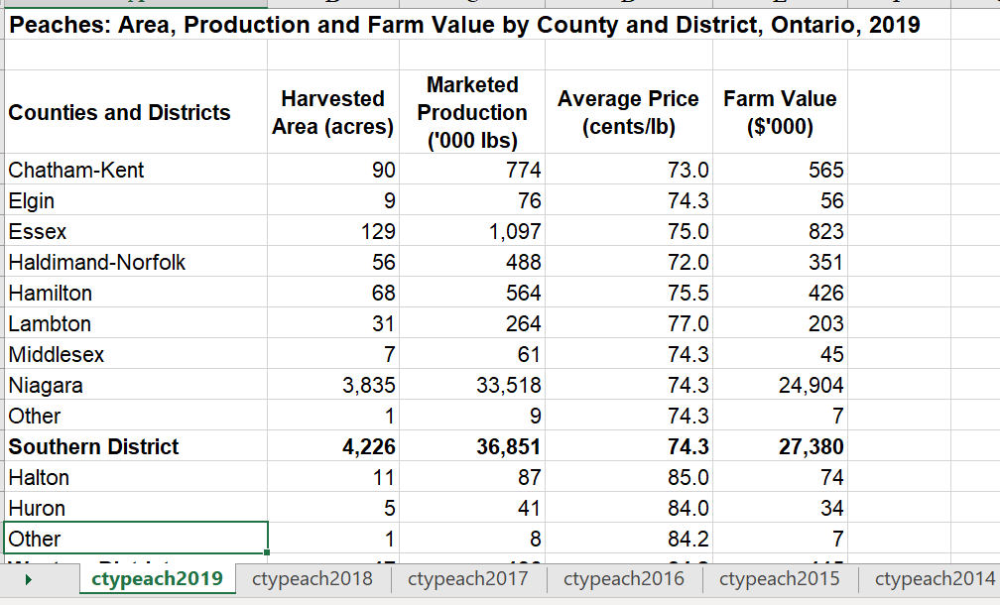 Peaches: Area, Production and Farm Value by County and District, Ontario, 2019
Counties and Districts Harvested Area (acres) Marketed Production ('000 lbs) Average Price (cents/lb) Farm Value ($'000)
Chatham-Kent 90 774 73.0 565
Elgin 9 76 74.3 56
Essex 129 1,097 75.0 823
Haldimand-Norfolk 56 488 72.0 351
Hamilton 68 564 75.5 426
Lambton 31 264 77.0 203
Middlesex 7 61 74.3 45
Niagara 3,835 33,518 74.3 24,904
Other 1 9 74.3 7
Southern District 4,226 36,851 74.3 27,380
Halton 11 87 85.0 74
Huron 5 41 84.0 34
Other 1 8 84.2 7
ctypeach2019 ctypeach2018 ctypeach2017 ctypeach2016 ctypeach2015 ctypeach2014